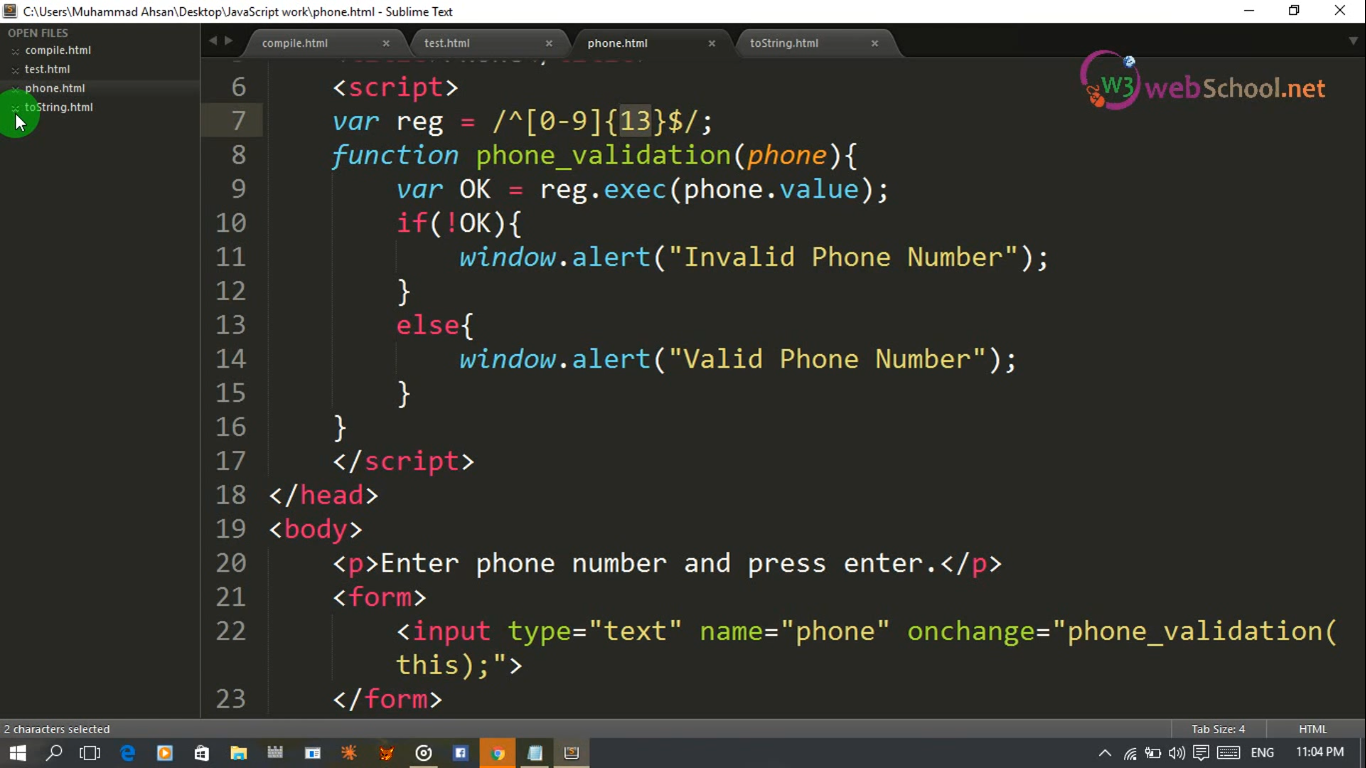 C:\Users\Muhammad Ahsan\Desktop\JavaScript work\phone.html - Sublime Text
OPEN FILES
compile.html
test.html
phone.html
toString.html
compile.html test.html phone.html toString.html
W3 webSchool.net
6 <script>
7 var reg = /^[0-9]{13}$/;
8 function phone_validation(phone){
9 var OK = reg.exec(phone.value);
10 if(!OK){
11 window.alert("Invalid Phone Number");
12 }
13 else{
14 window.alert("Valid Phone Number");
15 }
16 }
17 </script>
18 </head>
19 <body>
20 <p>Enter phone number and press enter.</p>
21 <form>
22 <input type="text" name="phone" onchange="phone_validation(
this);">
23 </form>
2 characters selected Tab Size: 4 HTML
ENG 11:04 PM